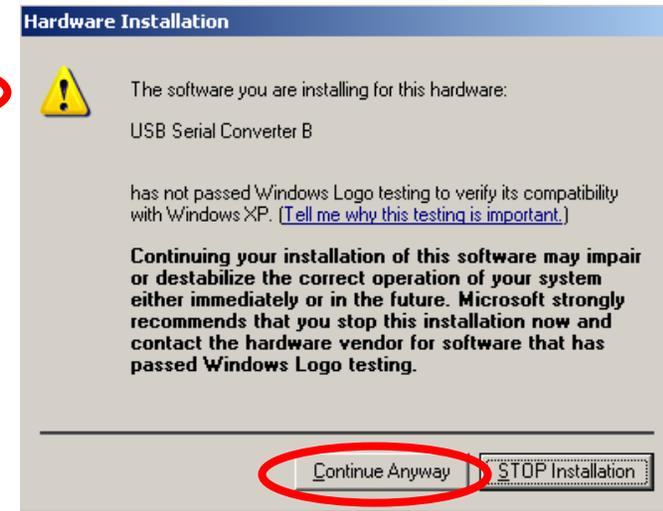 Hardware Installation
The software you are installing for this hardware:
USB Serial Converter B
has not passed Windows Logo testing to verify its compatibility
with Windows XP. (Tell me why this testing is important.)
Continuing your installation of this software may impair
or destabilize the correct operation of your system
either immediately or in the future. Microsoft strongly
recommends that you stop this installation now and
contact the hardware vendor for software that has
passed Windows Logo testing.
Continue Anyway STOP Installation